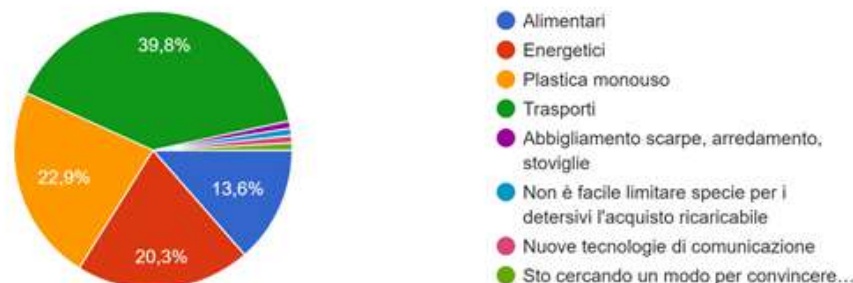 39,8%
22,9%
13,6%
20,3%
Alimentari
Energetici
Plastica monouso
Trasporti
Abbigliamento scarpe, arredamento,
stoviglie
Non è facile limitare specie per i
detersivi l'acquisto ricaricabile
Nuove tecnologie di comunicazione
Sto cercando un modo per convincere…